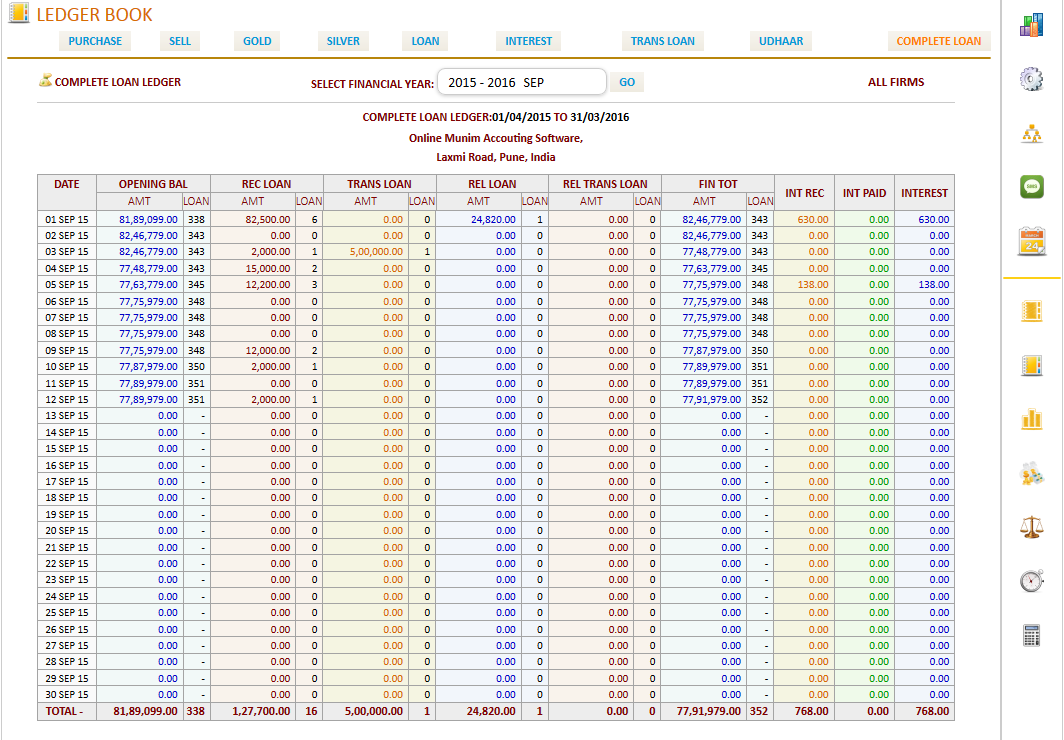 LEDGER BOOK
PURCHASE SELL GOLD SILVER LOAN INTEREST TRANS LOAN UDHAAR COMPLETE LOAN
COMPLETE LOAN LEDGER SELECT FINANCIAL YEAR: 2015 - 2016 SEP GO ALL FIRMS
COMPLETE LOAN LEDGER:01/04/2015 TO 31/03/2016
Online Munim Accouting Software,
Laxmi Road, Pune, India
DATE OPENING BAL REC LOAN TRANS LOAN REL LOAN REL TRANS LOAN FIN TOT INT REC INT PAID INTEREST
AMT LOAN AMT LOAN AMT LOAN AMT LOAN AMT LOAN AMT LOAN
01 SEP 15 81,89,099.00 338 82,500.00 6 0.00 0 24,820.00 1 0.00 0 82,46,779.00 343 630.00 0.00 630.00
02 SEP 15 82,46,779.00 343 0.00 0 0.00 0 0.00 0 0.00 0 82,46,779.00 343 0.00 0.00 0.00
03 SEP 15 82,46,779.00 343 2,000.00 1 5,00,000.00 1 0.00 0 0.00 0 77,48,779.00 343 0.00 0.00 0.00
04 SEP 15 77,48,779.00 343 15,000.00 2 0.00 0 0.00 0 0.00 0 77,63,779.00 345 0.00 0.00 0.00
05 SEP 15 77,63,779.00 345 12,200.00 3 0.00 0 0.00 0 0.00 0 77,75,979.00 348 138.00 0.00 138.00
06 SEP 15 77,75,979.00 348 0.00 0 0.00 0 0.00 0 0.00 0 77,75,979.00 348 0.00 0.00 0.00
07 SEP 15 77,75,979.00 348 0.00 0 0.00 0 0.00 0 0.00 0 77,75,979.00 348 0.00 0.00 0.00
08 SEP 15 77,75,979.00 348 0.00 0 0.00 0 0.00 0 0.00 0 77,75,979.00 348 0.00 0.00 0.00
09 SEP 15 77,75,979.00 348 12,000.00 2 0.00 0 0.00 0 0.00 0 77,87,979.00 350 0.00 0.00 0.00
10 SEP 15 77,87,979.00 350 2,000.00 1 0.00 0 0.00 0 0.00 0 77,89,979.00 351 0.00 0.00 0.00
11 SEP 15 77,89,979.00 351 0.00 0 0.00 0 0.00 0 0.00 0 77,89,979.00 351 0.00 0.00 0.00
12 SEP 15 77,89,979.00 351 2,000.00 1 0.00 0 0.00 0 0.00 0 77,91,979.00 352 0.00 0.00 0.00
13 SEP 15 0.00 - 0.00 0 0.00 0 0.00 0 0.00 0 0.00 - 0.00 0.00 0.00
14 SEP 15 0.00 - 0.00 0 0.00 0 0.00 0 0.00 0 0.00 - 0.00 0.00 0.00
15 SEP 15 0.00 - 0.00 0 0.00 0 0.00 0 0.00 0 0.00 - 0.00 0.00 0.00
16 SEP 15 0.00 - 0.00 0 0.00 0 0.00 0 0.00 0 0.00 - 0.00 0.00 0.00
17 SEP 15 0.00 - 0.00 0 0.00 0 0.00 0 0.00 0 0.00 - 0.00 0.00 0.00
18 SEP 15 0.00 - 0.00 0 0.00 0 0.00 0 0.00 0 0.00 - 0.00 0.00 0.00
19 SEP 15 0.00 - 0.00 0 0.00 0 0.00 0 0.00 0 0.00 - 0.00 0.00 0.00
20 SEP 15 0.00 - 0.00 0 0.00 0 0.00 0 0.00 0 0.00 - 0.00 0.00 0.00
21 SEP 15 0.00 - 0.00 0 0.00 0 0.00 0 0.00 0 0.00 - 0.00 0.00 0.00
22 SEP 15 0.00 - 0.00 0 0.00 0 0.00 0 0.00 0 0.00 - 0.00 0.00 0.00
23 SEP 15 0.00 - 0.00 0 0.00 0 0.00 0 0.00 0 0.00 - 0.00 0.00 0.00
24 SEP 15 0.00 - 0.00 0 0.00 0 0.00 0 0.00 0 0.00 - 0.00 0.00 0.00
25 SEP 15 0.00 - 0.00 0 0.00 0 0.00 0 0.00 0 0.00 - 0.00 0.00 0.00
26 SEP 15 0.00 - 0.00 0 0.00 0 0.00 0 0.00 0 0.00 - 0.00 0.00 0.00
27 SEP 15 0.00 - 0.00 0 0.00 0 0.00 0 0.00 0 0.00 - 0.00 0.00 0.00
28 SEP 15 0.00 - 0.00 0 0.00 0 0.00 0 0.00 0 0.00 - 0.00 0.00 0.00
29 SEP 15 0.00 - 0.00 0 0.00 0 0.00 0 0.00 0 0.00 - 0.00 0.00 0.00
30 SEP 15 0.00 - 0.00 0 0.00 0 0.00 0 0.00 0 0.00 - 0.00 0.00 0.00
TOTAL - 81,89,099.00 338 1,27,700.00 16 5,00,000.00 1 24,820.00 1 0.00 0 77,91,979.00 352 768.00 0.00 768.00
SMS
24